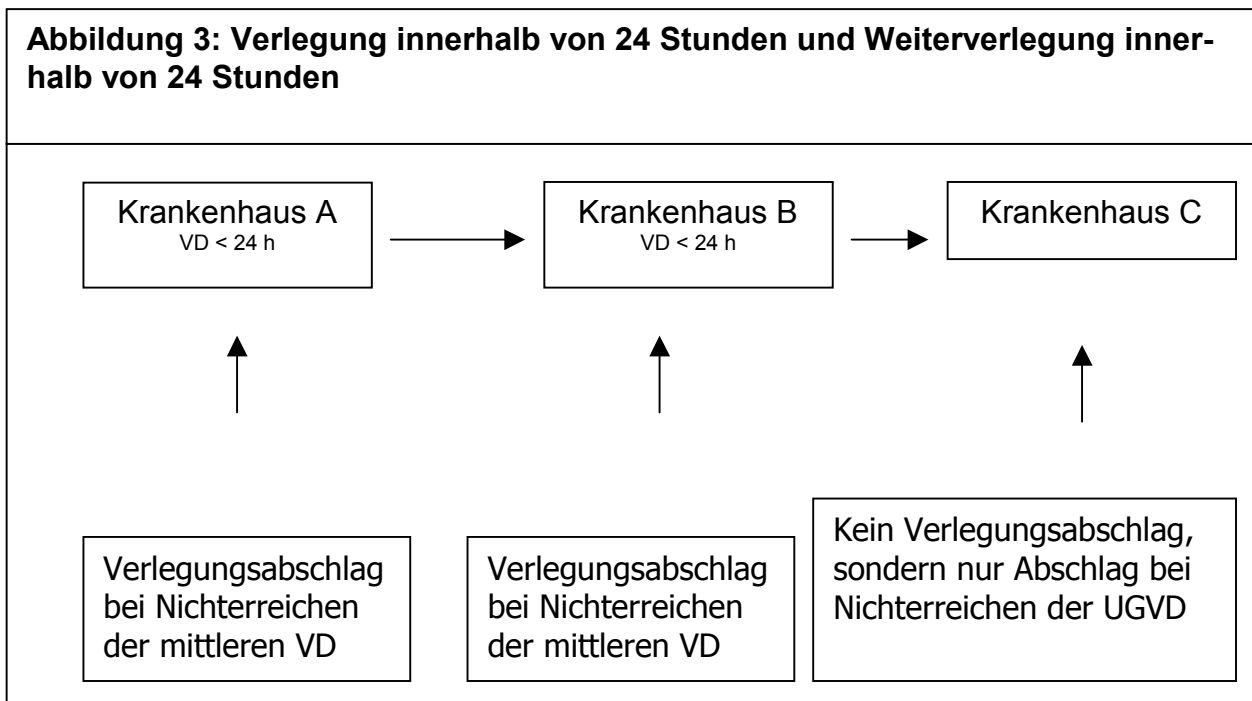 Abbildung 3: Verlegung innerhalb von 24 Stunden und Weiterverlegung inner-
halb von 24 Stunden
Krankenhaus A
VD < 24 h
Krankenhaus B
VD < 24 h
Krankenhaus C
Verlegungsabschlag
bei Nichterreichen
der mittleren VD
Verlegungsabschlag
bei Nichterreichen
der mittleren VD
Kein Verlegungsabschlag,
sondern nur Abschlag bei
Nichterreichen der UGVD